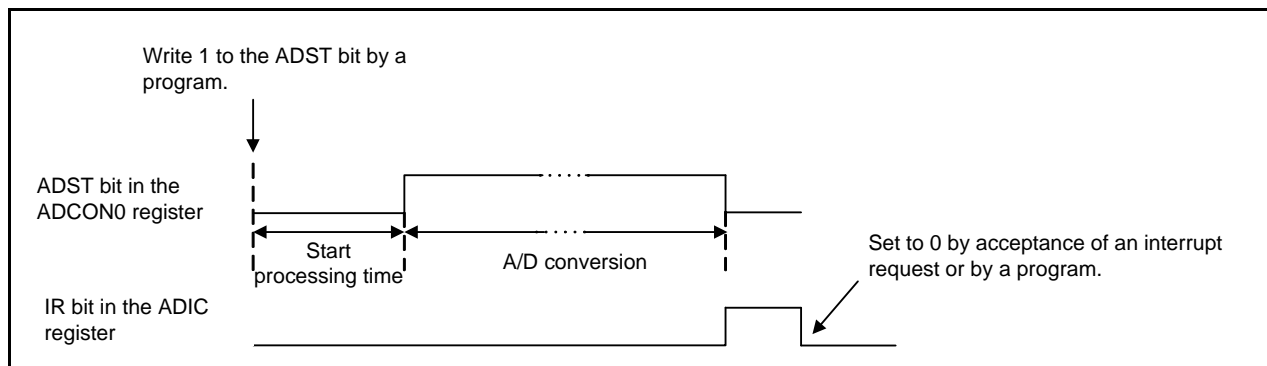 Write 1 to the ADST bit by a
program.
ADST bit in the
ADCON0 register
Start
processing time
A/D conversion
Set to 0 by acceptance of an interrupt
request or by a program.
IR bit in the ADIC
register